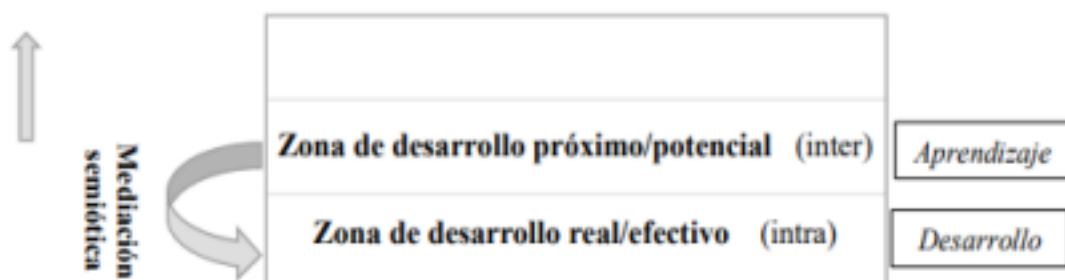 Zona de desarrollo próximo/potencial (inter)
Aprendizaje
Mediación
semiótica
Zona de desarrollo real/efectivo (intra)
Desarrollo